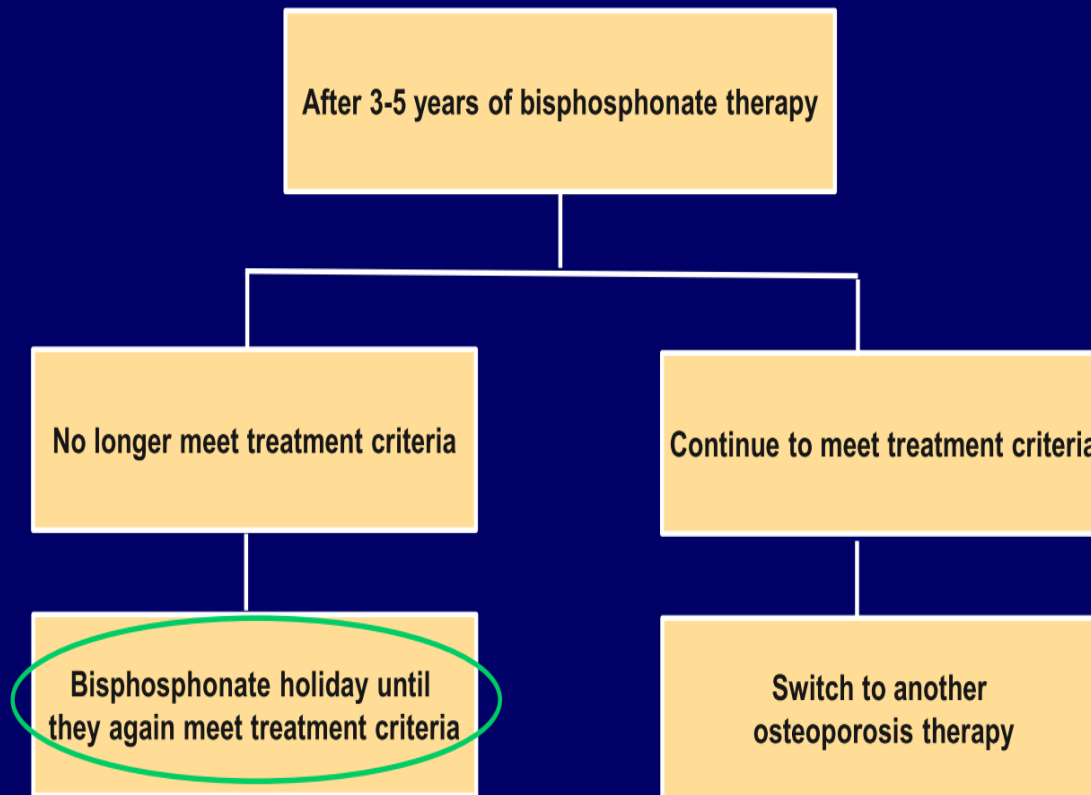 After 3-5 years of bisphosphonate therapy
No longer meet treatment criteria
Continue to meet treatment criteria
Bisphosphonate holiday until
they again meet treatment criteria
Switch to another
osteoporosis therapy